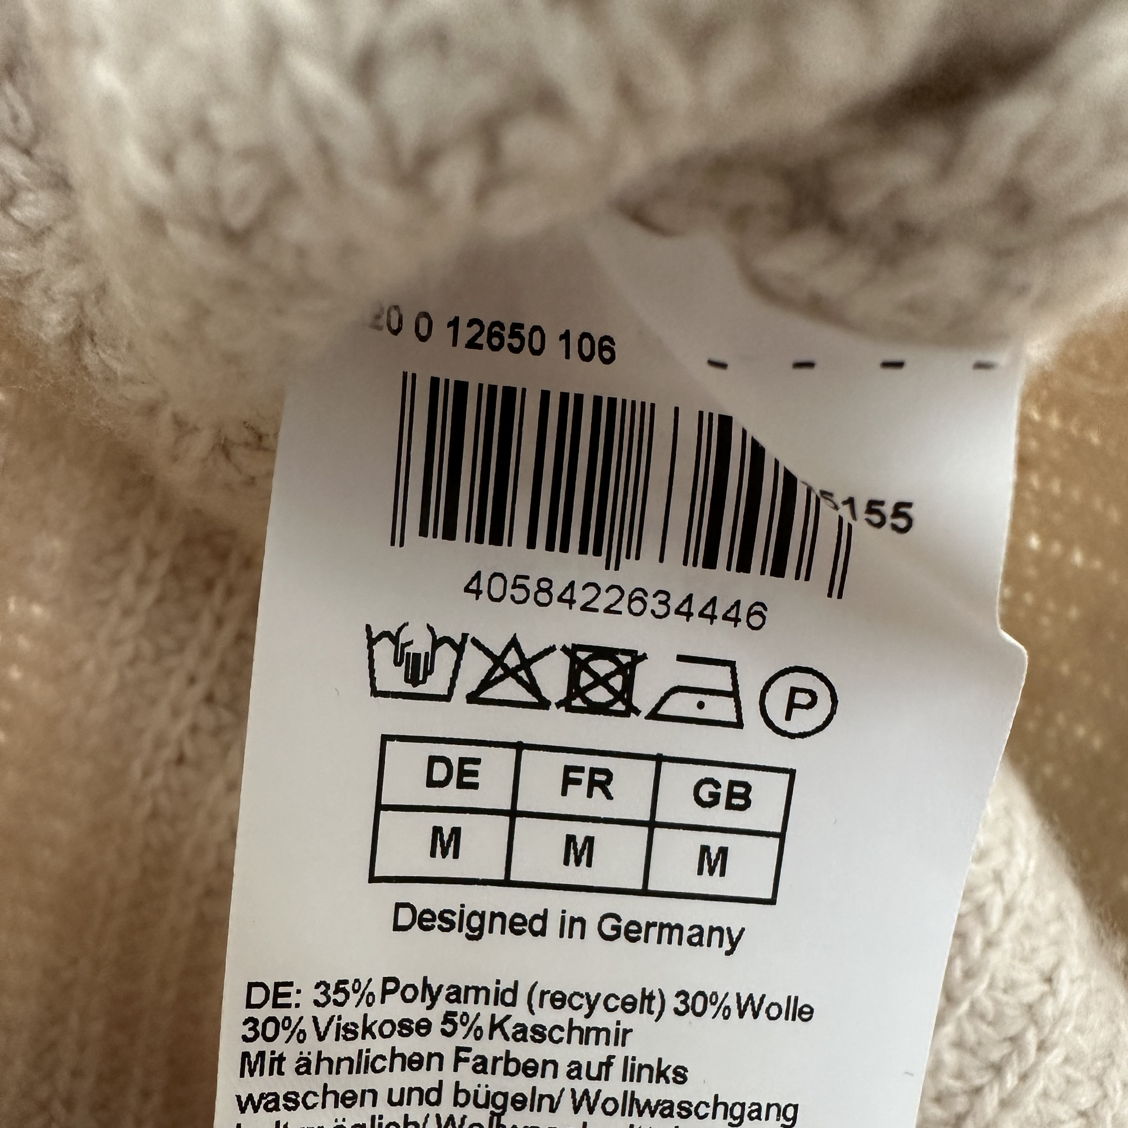 20 0 12650 106
5155
4058422634446
P
DE FR GB
M M M
Designed in Germany
DE: 35%Polyamid (recycelt) 30%Wolle
30%Viskose 5%Kaschmir
Mit ähnlichen Farben auf links
waschen und bügeln/ Wollwaschgang